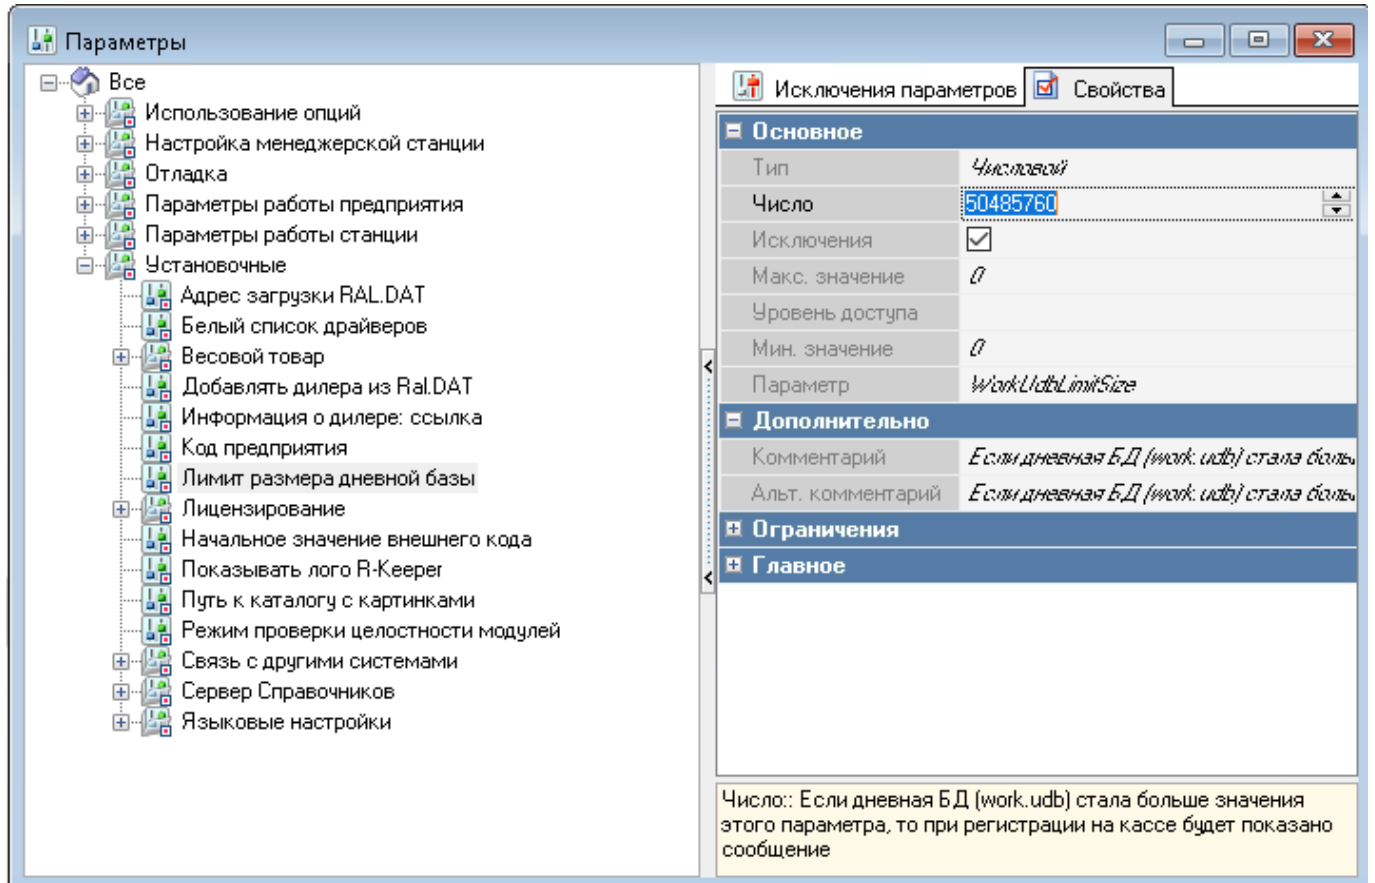 Параметры
Все
Использование опций
Настройка менеджерской станции
Отладка
Параметры работы предприятия
Параметры работы станции
Установочные
Адрес загрузки RAL.DAT
Белый список драйверов
Весовой товар
Добавлять дилера из Ral.DAT
Информация о дилере: ссылка
Код предприятия
Лимит размера дневной базы
Лицензирование
Начальное значение внешнего кода
Показывать лого R-Keeper
Путь к каталогу с картинками
Режим проверки целостности модулей
Связь с другими системами
Сервер Справочников
Языковые настройки
Исключения параметров Свойства
Основное
Тип Числовой
Число 50485760
Исключения
Макс. значение 0
Уровень доступа
Мин. значение 0
Параметр WorkUdbLimitSize
Дополнительно
Комментарий Если дневная БД (work.udb) стала боль
Альт. комментарий Если дневная БД (work.udb) стала боль
Ограничения
Главное
Число:: Если дневная БД (work.udb) стала больше значения
этого параметра, то при регистрации на кассе будет показано
сообщение